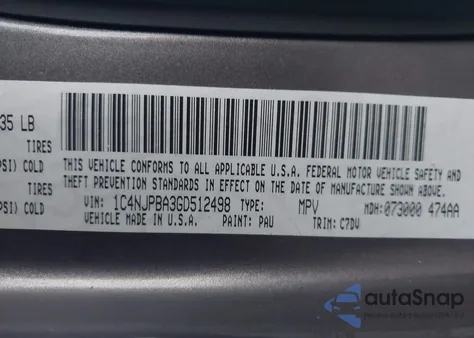 35 LB
TIRES
PSI) COLD THIS VEHICLE CONFORMS TO ALL APPLICABLE U.S.A. FEDERAL MOTOR VEHICLE SAFETY AND
TIRES THEFT PREVENTION STANDARDS IN EFFECT ON THE DATE OF MANUFACTURE SHOWN ABOVE.
PSI) COLD VIN: 1C4NJPBA3GD512498 TYPE: MPV MDH: 073000 474AA
VEHICLE MADE IN U.S.A. PAINT: PAU TRIM: C7DV
autoSnap